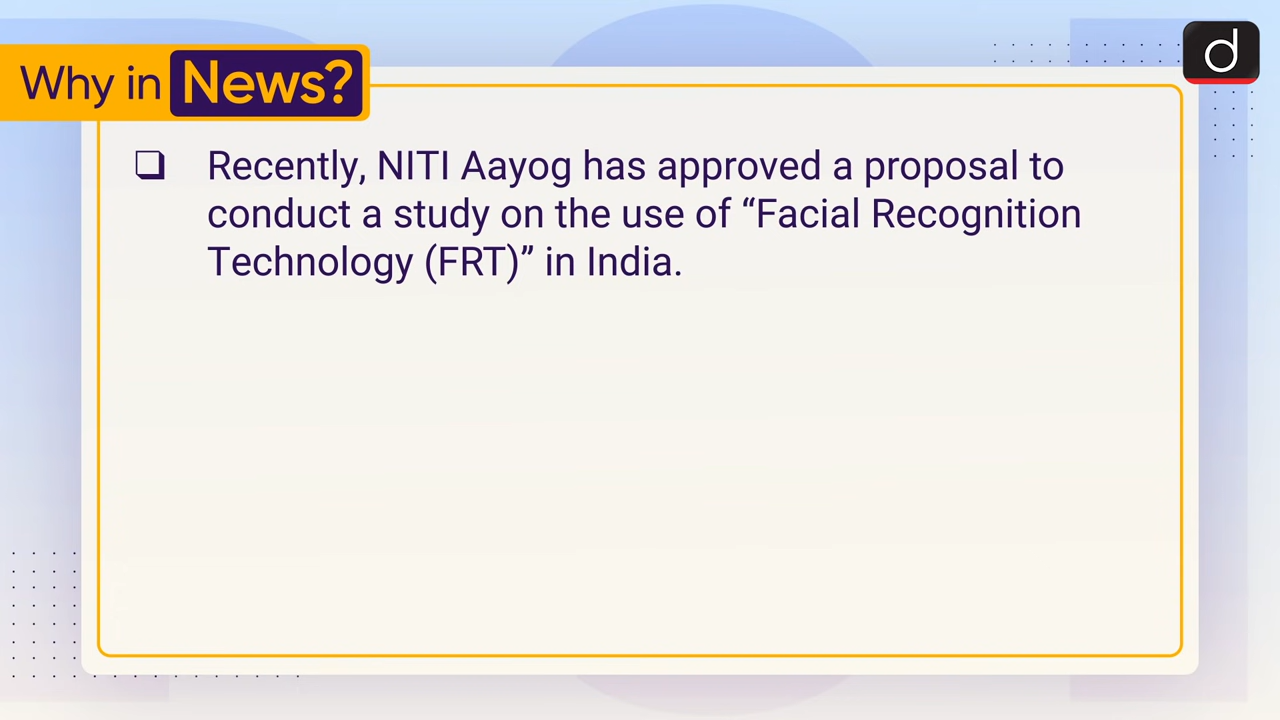 Why in News?
❑ Recently, NITI Aayog has approved a proposal to
conduct a study on the use of “Facial Recognition
Technology (FRT)” in India.
d